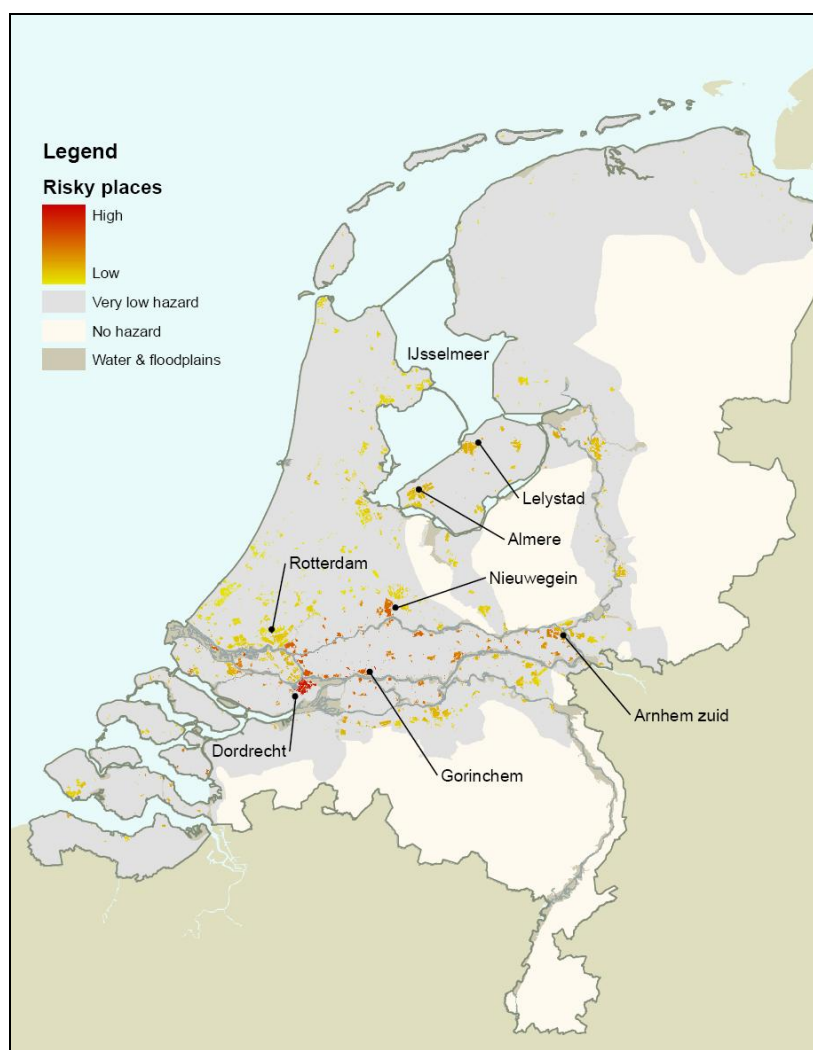 Legend
Risky places
High
Low
Very low hazard
No hazard
Water & floodplains
IJsselmeer
Lelystad
Almere
Rotterdam
Nieuwegein
Arnhem zuid
Dordrecht
Gorinchem